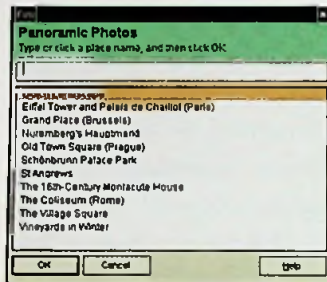 Panoramic Photos
Type or click a place name, and then click OK
Eiffel Tower and Palais de Chaillot (Paris)
Grand Place (Brussels)
Nuremberg's Hauptmarkt
Old Town Square (Prague)
Schönbrunn Palace Park
St Andrews
The 16th-Century Montacute House
The Coliseum (Rome)
The Village Square
Vineyards in Winter
OK
Cancel
Help